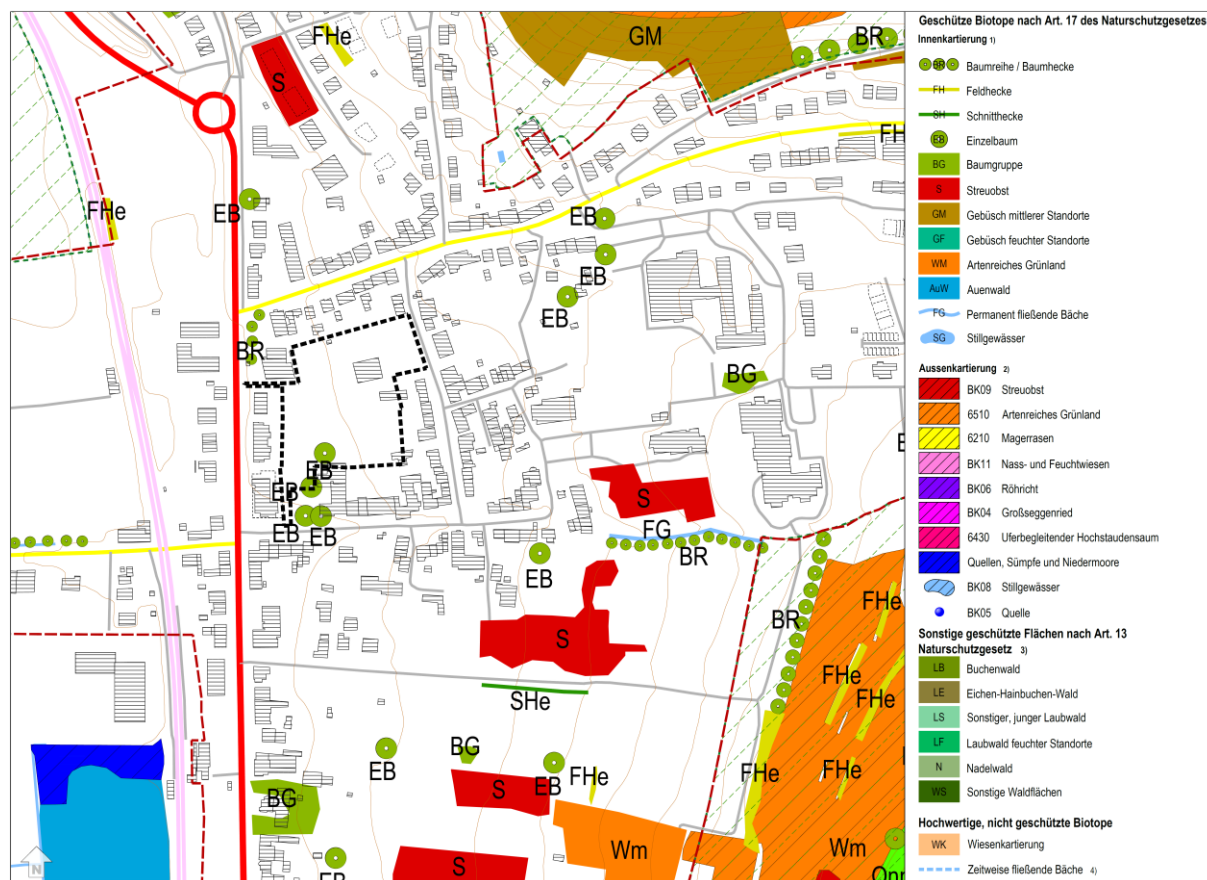 FHe
GM
BR
S
FH
FHe
EB
EB
EB
EB
BR
BG
EB
EB
EB
EB
S
FG
BR
EB
FHe
BR
S
FHe
FHe
SHe
EB
BG
EB
FHe
FHe
FHe
S
BG
Wm
Wm
EB
S
N
Geschütze Biotope nach Art. 17 des Naturschutzgesetzes
Innenkartierung 1)
BR Baumreihe / Baumhecke
FH Feldhecke
SH Schnitthecke
EB Einzelbaum
BG Baumgruppe
S Streuobst
GM Gebüsch mittlerer Standorte
GF Gebüsch feuchter Standorte
WM Artenreiches Grünland
AuW Auenwald
FG Permanent fließende Bäche
SG Stillgewässer
Aussenkartierung 2)
BK09 Streuobst
6510 Artenreiches Grünland
6210 Magerrasen
BK11 Nass- und Feuchtwiesen
BK06 Röhricht
BK04 Großseggenried
6430 Uferbegleitender Hochstaudensaum
Quellen, Sümpfe und Niedermoore
BK08 Stillgewässer
BK05 Quelle
Sonstige geschützte Flächen nach Art. 13
Naturschutzgesetz 3)
LB Buchenwald
LE Eichen-Hainbuchen-Wald
LS Sonstiger, junger Laubwald
LF Laubwald feuchter Standorte
N Nadelwald
WS Sonstige Waldflächen
Hochwertige, nicht geschützte Biotope
WK Wiesenkartierung
Zeitweise fließende Bäche 4)